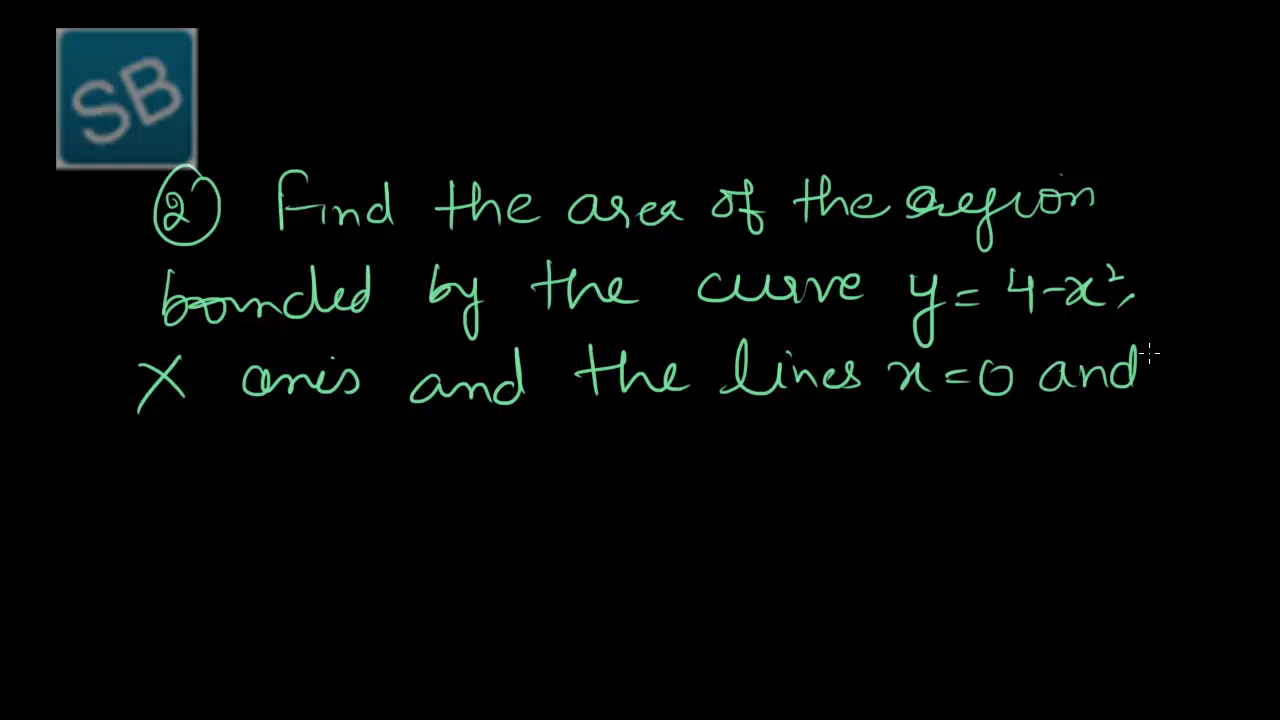 SB
② Find the area of the region
bounded by the curve y = 4-x²,
X axis and the lines x = 0 and